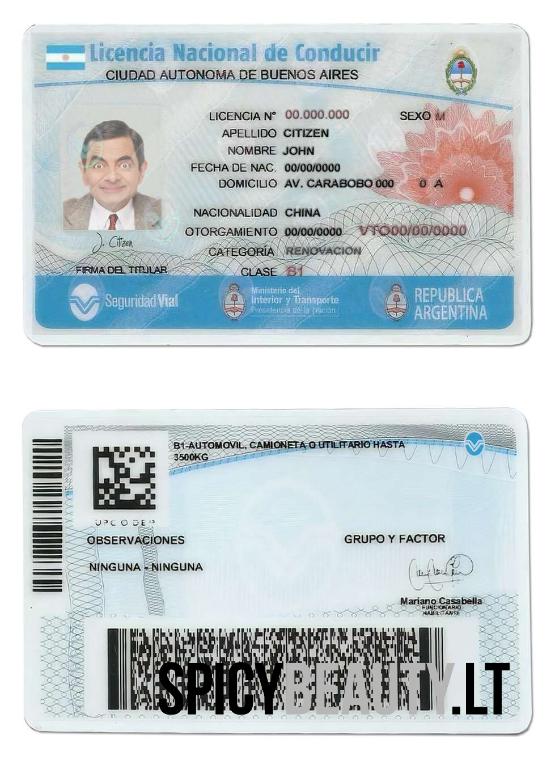 Licencia Nacional de Conducir
CIUDAD AUTONOMA DE BUENOS AIRES
LICENCIA Nº 00.000.000 SEXO M
APELLIDO CITIZEN
NOMBRE JOHN
FECHA DE NAC. 00/00/0000
DOMICILIO AV. CARABOBO 000 0 A
NACIONALIDAD CHINA
OTORGAMIENTO 00/00/0000 VTO00/00/0000
CATEGORÍA RENOVACION
CLASE B1
J. Citizen
FIRMA DEL TITULAR
Seguridad Vial
Ministerio del
Interior y Transporte
Presidencia de la Nación
REPUBLICA
ARGENTINA
B1-AUTOMOVIL, CAMIONETA O UTILITARIO HASTA
3500KG
OBSERVACIONES
GRUPO Y FACTOR
NINGUNA - NINGUNA
Mariano Casabella
FUNCIONARIO
HABILITANTE
SPICYBEAUTY.LT